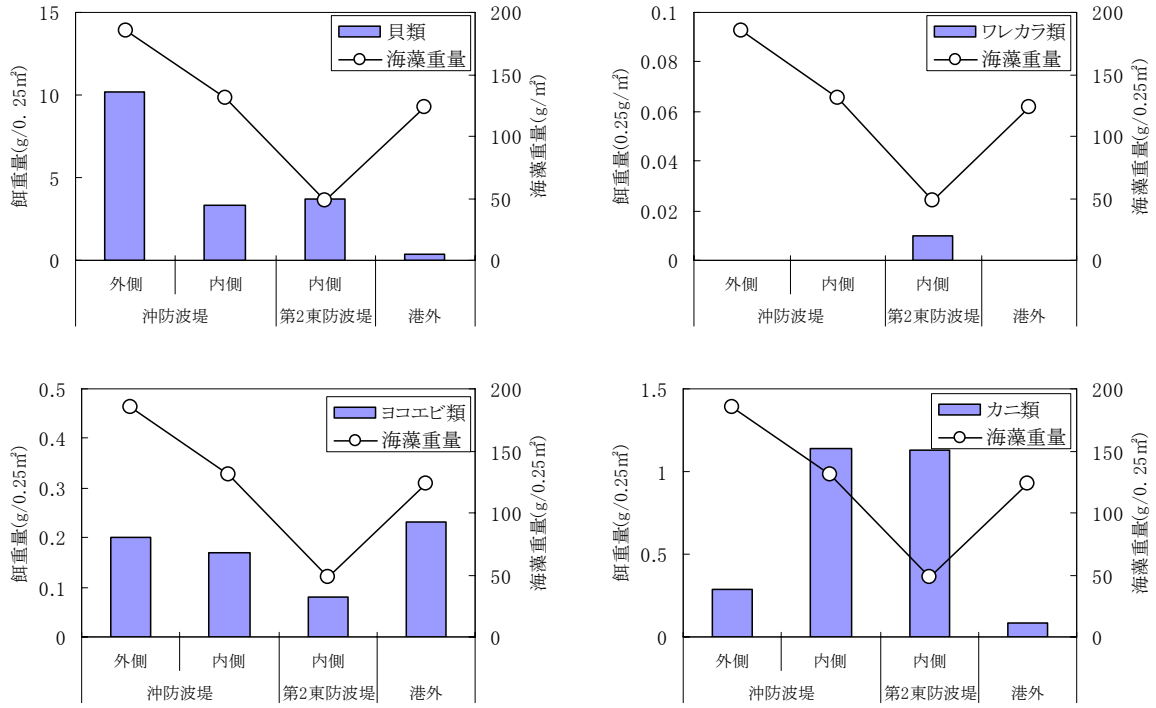 15
10
5
0
200
150
100
50
0
餌重量(g/0. 25㎡)
海藻重量(g/㎡)
貝類
海藻重量
外側
内側
内側
沖防波堤
第2東防波堤
港外
0.1
0.08
0.06
0.04
0.02
0
200
150
100
50
0
餌重量(0.25g/㎡)
海藻重量(g/0.25㎡)
ワレカラ類
海藻重量
外側
内側
内側
沖防波堤
第2東防波堤
港外
0.5
0.4
0.3
0.2
0.1
0
200
150
100
50
0
餌重量(g/0.25㎡)
海藻重量(g/0.25㎡)
ヨコエビ類
海藻重量
外側
内側
内側
沖防波堤
第2東防波堤
港外
1.5
1
0.5
0
200
150
100
50
0
餌重量(g/0.25㎡)
海藻重量(g/0. 25㎡)
カニ類
海藻重量
外側
内側
内側
沖防波堤
第2東防波堤
港外